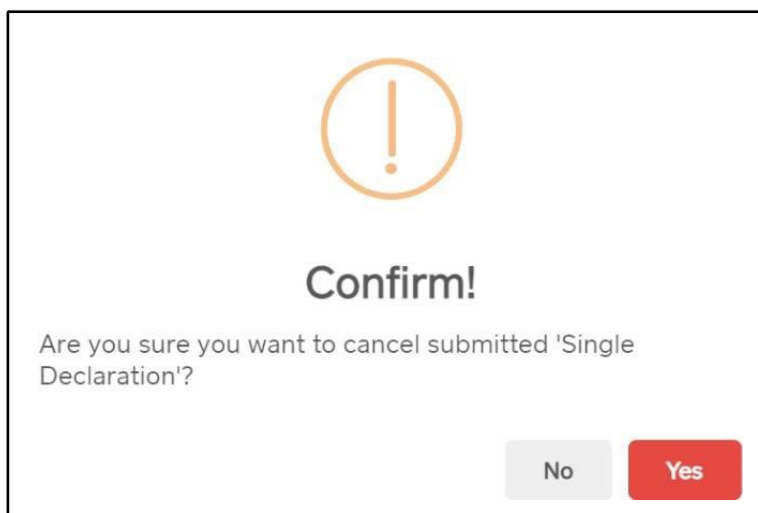 Confirm!
Are you sure you want to cancel submitted 'Single
Declaration'?
No
Yes